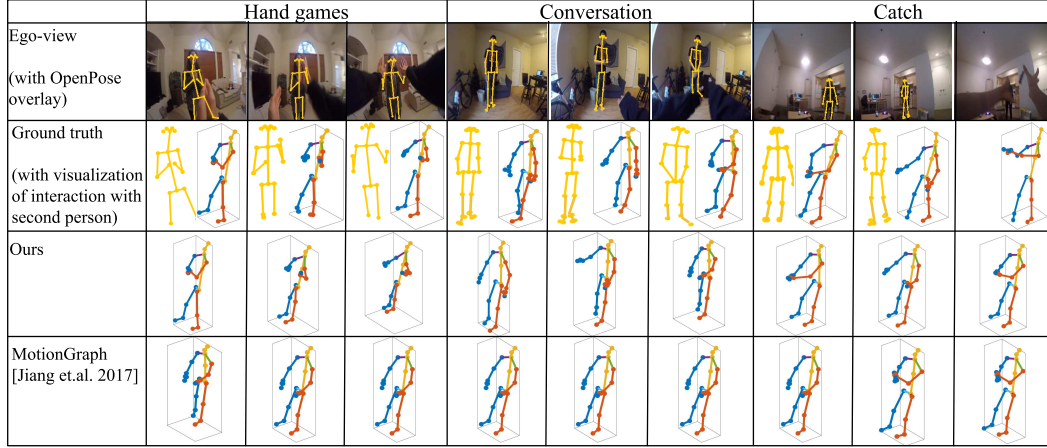 Hand games
Conversation
Catch
Ego-view
(with OpenPose
overlay)
Ground truth
(with visualization
of interaction with
second person)
Ours
MotionGraph
[Jiang et.al. 2017]